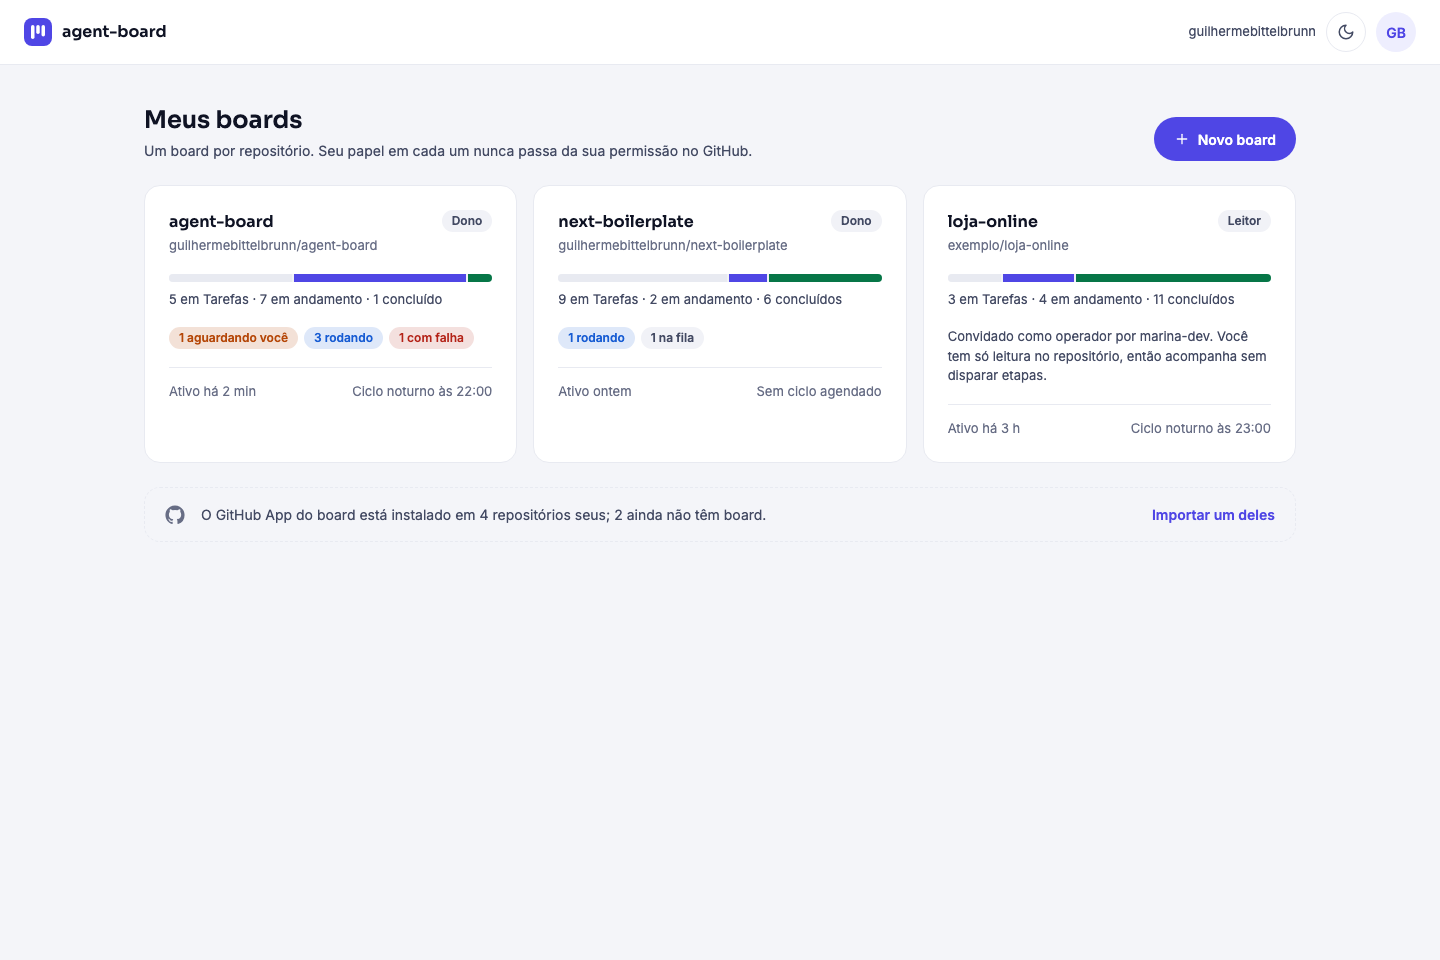 agent-board
guilhermebittelbrunn
GB
Meus boards
Um board por repositório. Seu papel em cada um nunca passa da sua permissão no GitHub.
Novo board
agent-board
Dono
guilhermebittelbrunn/agent-board
5 em Tarefas · 7 em andamento · 1 concluído
1 aguardando você
3 rodando
1 com falha
Ativo há 2 min
Ciclo noturno às 22:00
next-boilerplate
Dono
guilhermebittelbrunn/next-boilerplate
9 em Tarefas · 2 em andamento · 6 concluídos
1 rodando
1 na fila
Ativo ontem
Sem ciclo agendado
loja-online
Leitor
exemplo/loja-online
3 em Tarefas · 4 em andamento · 11 concluídos
Convidado como operador por marina-dev. Você
tem só leitura no repositório, então acompanha sem
disparar etapas.
Ativo há 3 h
Ciclo noturno às 23:00
O GitHub App do board está instalado em 4 repositórios seus; 2 ainda não têm board.
Importar um deles